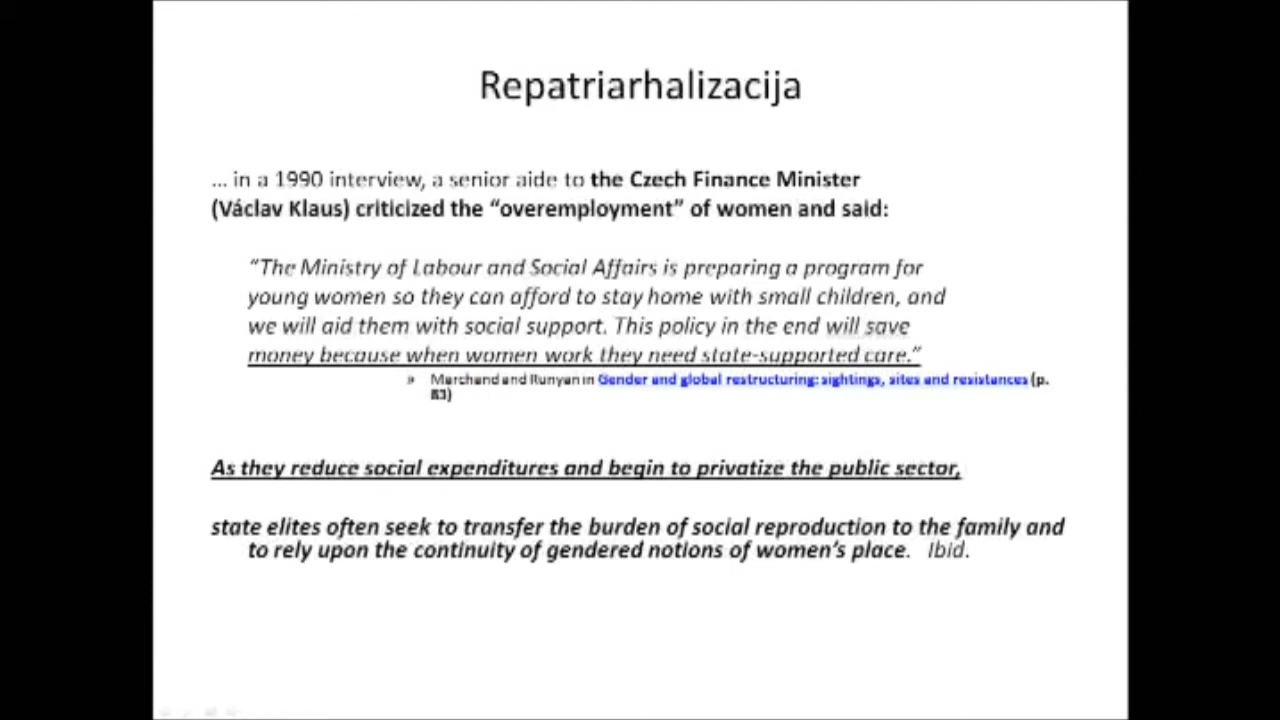 Repatriarhalizacija
... in a 1990 interview, a senior aide to the Czech Finance Minister
(Václav Klaus) criticized the “overemployment” of women and said:
“The Ministry of Labour and Social Affairs is preparing a program for
young women so they can afford to stay home with small children, and
we will aid them with social support. This policy in the end will save
money because when women work they need state-supported care.”
» Marchand and Runyan in Gender and global restructuring: sightings, sites and resistances (p.
83)
As they reduce social expenditures and begin to privatize the public sector,
state elites often seek to transfer the burden of social reproduction to the family and
to rely upon the continuity of gendered notions of women’s place. Ibid.